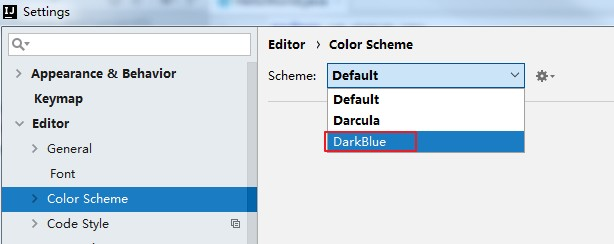 IJ Settings
Appearance & Behavior
Keymap
Editor
General
Font
Color Scheme
Code Style
Editor › Color Scheme
Scheme: Default
Default
Darcula
DarkBlue